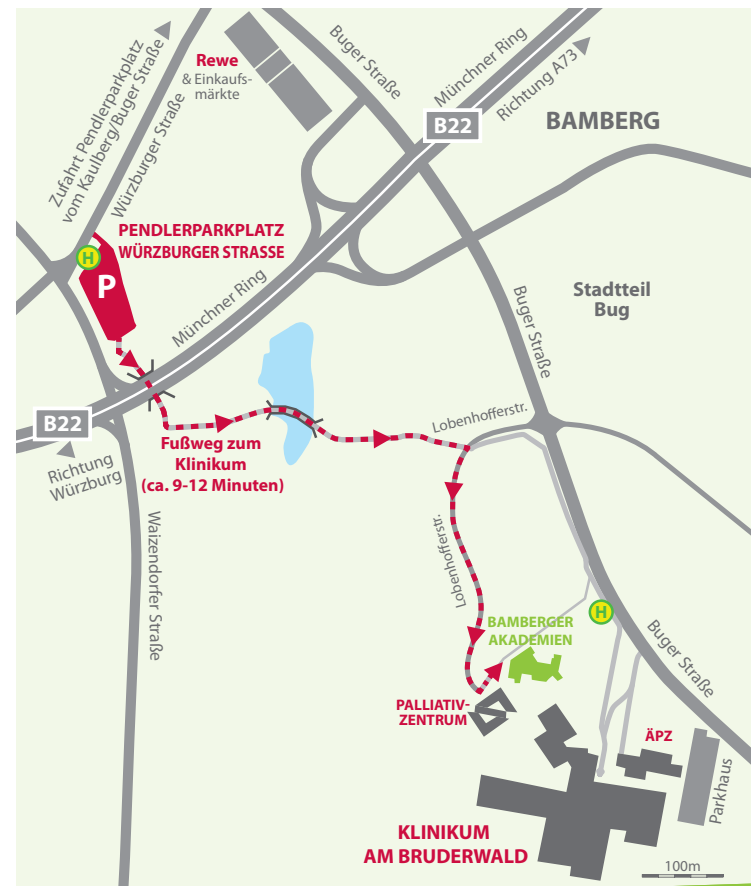 Zufahrt Pendlerparkplatz
vom Kaulberg/Buger Straße
Würzburger Straße
Rewe
& Einkaufs-
märkte
Buger Straße
Münchner Ring
Richtung A73
B22
BAMBERG
PENDLERPARKPLATZ
WÜRZBURGER STRASSE
H
P
Münchner Ring
Stadtteil
Bug
Buger Straße
B22
Richtung
Würzburg
Fußweg zum
Klinikum
(ca. 9-12 Minuten)
Lobenhofferstr.
Waizendorfer Straße
Lobenhofferstr.
H
BAMBERGER
AKADEMIEN
Buger Straße
PALLIATIV-
ZENTRUM
ÄPZ
Parkhaus
KLINIKUM
AM BRUDERWALD
100m